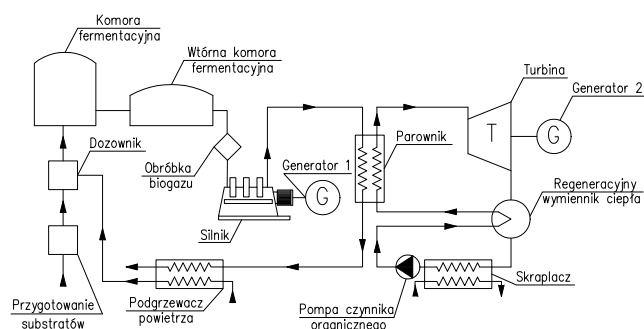 Komora
fermentacyjna
Wtórna komora
fermentacyjna
Turbina
Generator 2
Dozownik
Obróbka
biogazu
Generator 1
Parownik
T
G
G
Regeneracyjny
wymiennik ciepła
Silnik
Przygotowanie
substratów
Podgrzewacz
powietrza
Pompa czynnika
organicznego
Skraplacz